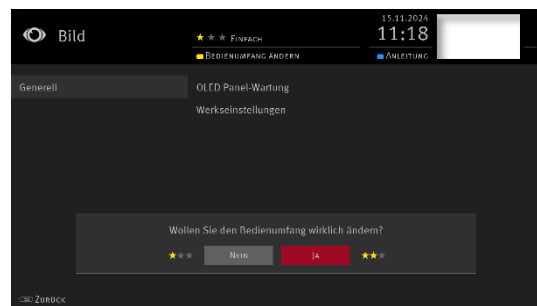 Bild
15.11.2024
11:18
★★★ EINFACH
BEDIENUMFANG ÄNDERN
ANLEITUNG
Generell
OLED Panel-Wartung
Werkseinstellungen
Wollen Sie den Bedienumfang wirklich ändern?
★★★ NEIN JA ★★★
ZURÜCK